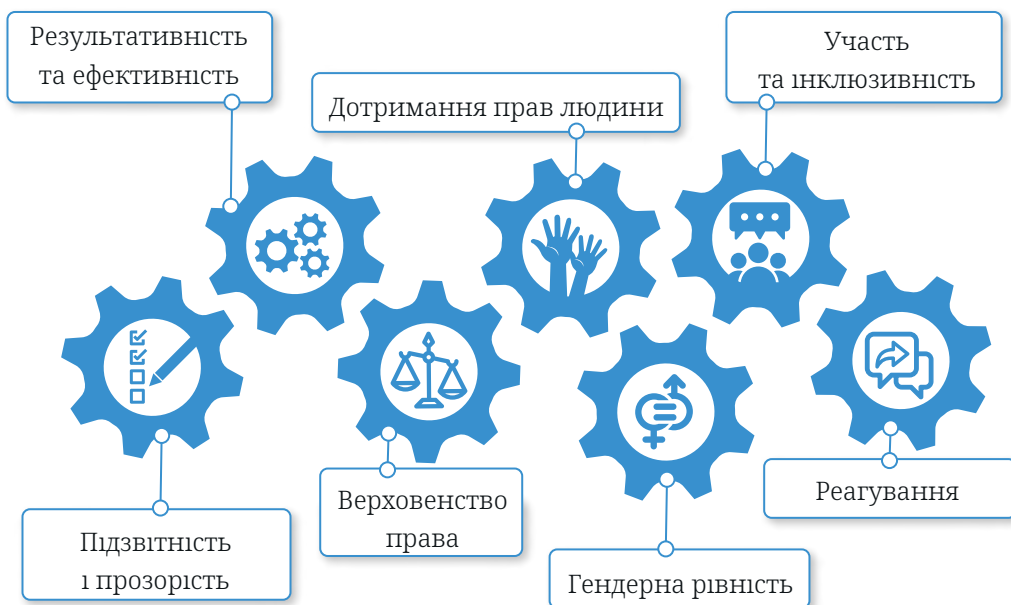 Результативність
та ефективність
Дотримання прав людини
Участь
та інклюзивність
Підзвітність
і прозорість
Верховенство
права
Гендерна рівність
Реагування